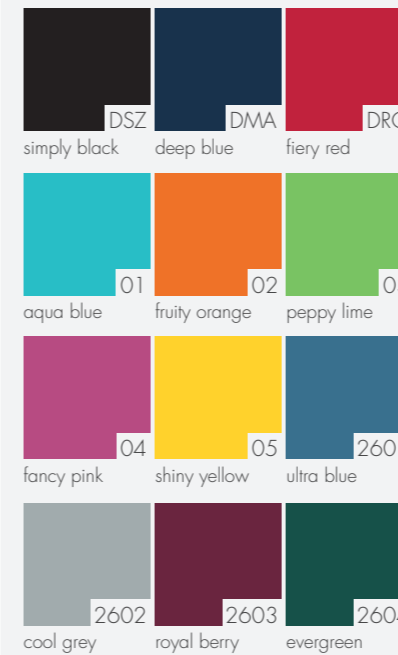 DSZ DMA
simply black deep blue fiery red
01 02
aqua blue fruity orange peppy lime
04 05
fancy pink shiny yellow ultra blue
2602 2603
cool grey royal berry evergreen